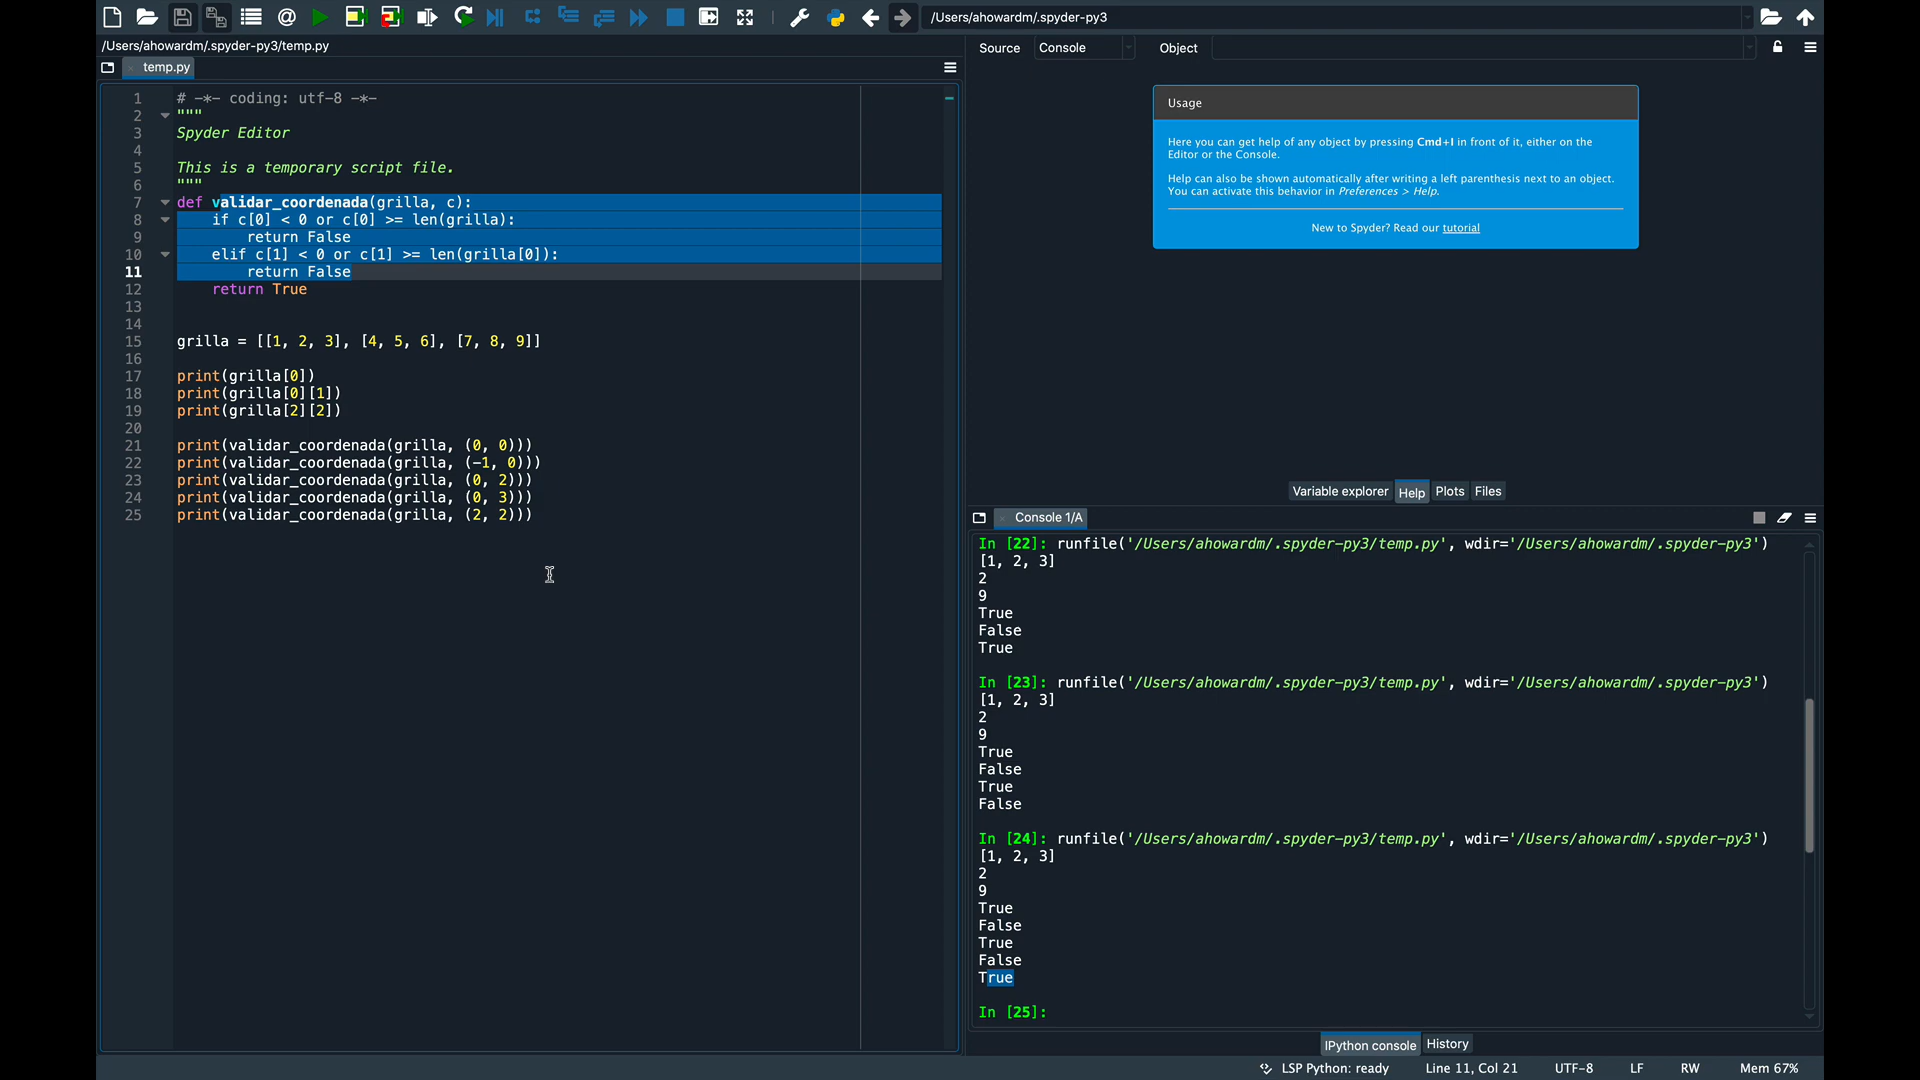 /Users/ahowardm/.spyder-py3
/Users/ahowardm/.spyder-py3/temp.py
temp.py
1 # -*- coding: utf-8 -*-
2 """
3 Spyder Editor
4
5 This is a temporary script file.
6 """
7 def validar_coordenada(grilla, c):
8     if c[0] < 0 or c[0] >= len(grilla):
9         return False
10     elif c[1] < 0 or c[1] >= len(grilla[0]):
11         return False
12     return True
13
14
15 grilla = [[1, 2, 3], [4, 5, 6], [7, 8, 9]]
16
17 print(grilla[0])
18 print(grilla[0][1])
19 print(grilla[2][2])
20
21 print(validar_coordenada(grilla, (0, 0)))
22 print(validar_coordenada(grilla, (-1, 0)))
23 print(validar_coordenada(grilla, (0, 2)))
24 print(validar_coordenada(grilla, (0, 3)))
25 print(validar_coordenada(grilla, (2, 2)))
Source Console Object
Usage
Here you can get help of any object by pressing Cmd+I in front of it, either on the
Editor or the Console.
Help can also be shown automatically after writing a left parenthesis next to an object.
You can activate this behavior in Preferences > Help.
New to Spyder? Read our tutorial
Variable explorer Help Plots Files
Console 1/A
In [22]: runfile('/Users/ahowardm/.spyder-py3/temp.py', wdir='/Users/ahowardm/.spyder-py3')
[1, 2, 3]
2
9
True
False
True
In [23]: runfile('/Users/ahowardm/.spyder-py3/temp.py', wdir='/Users/ahowardm/.spyder-py3')
[1, 2, 3]
2
9
True
False
True
False
In [24]: runfile('/Users/ahowardm/.spyder-py3/temp.py', wdir='/Users/ahowardm/.spyder-py3')
[1, 2, 3]
2
9
True
False
True
False
True
In [25]:
IPython console History
LSP Python: ready Line 11, Col 21 UTF-8 LF RW Mem 67%